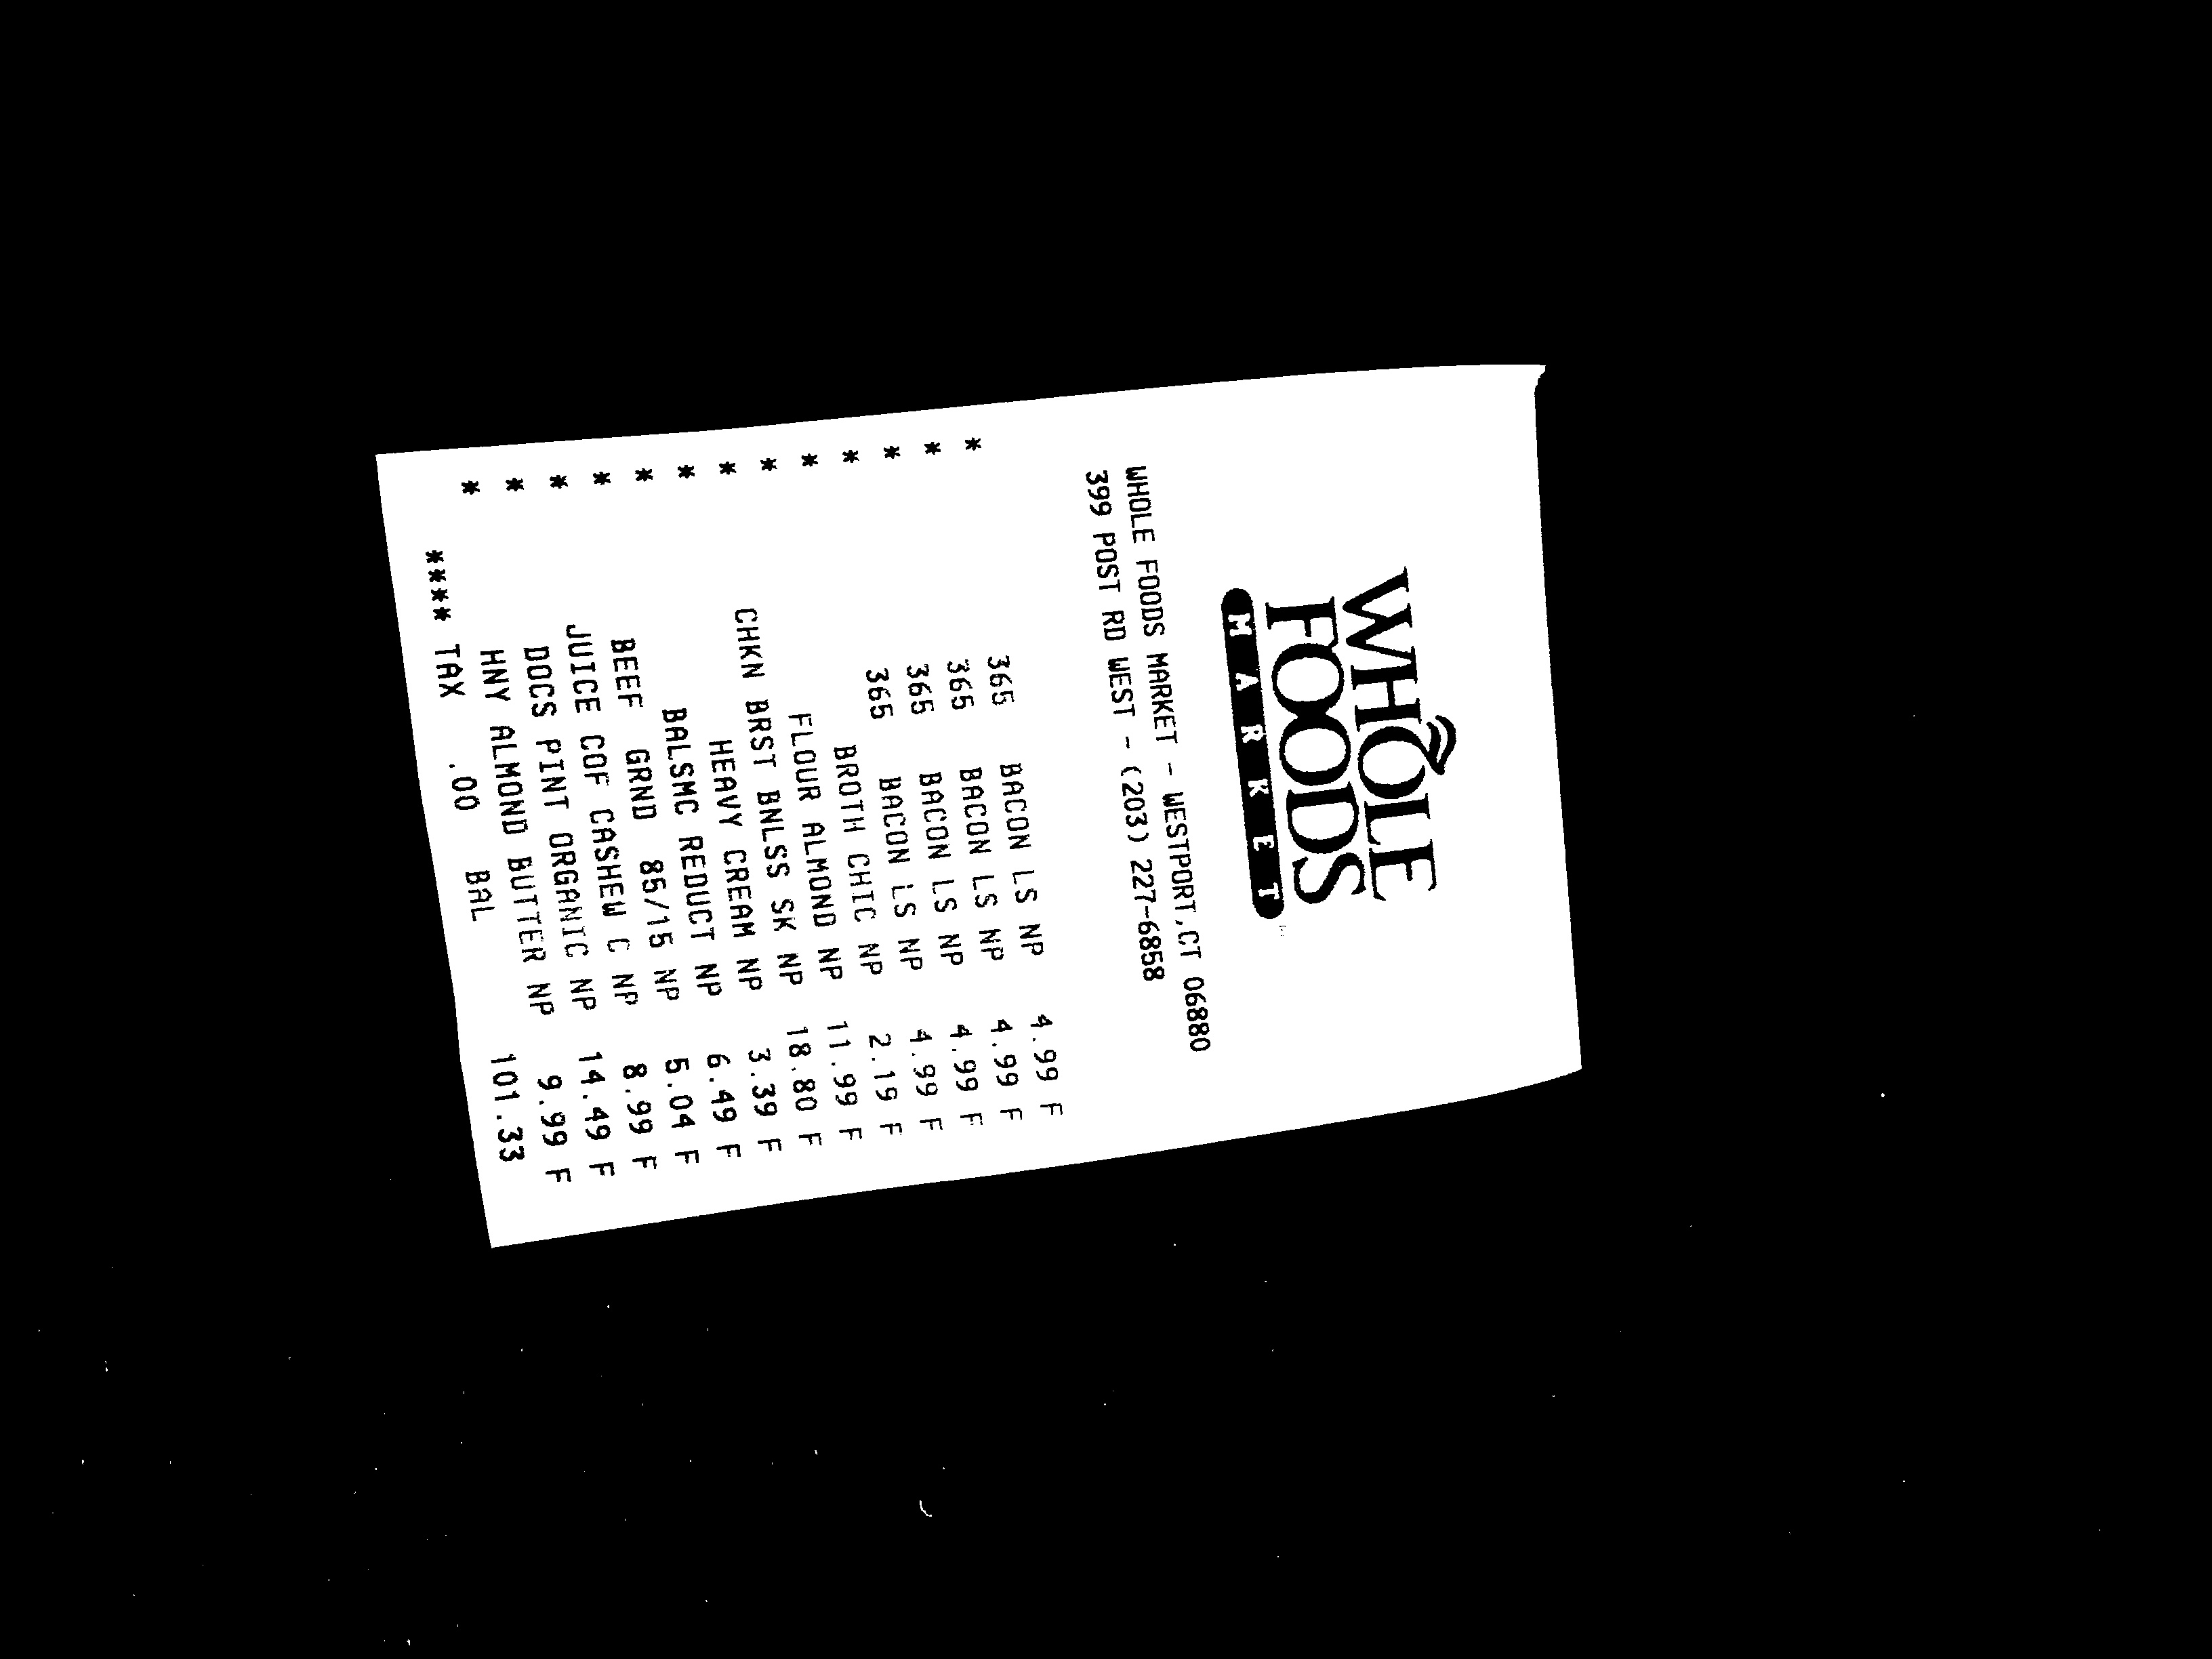 WHOLE
FOODS
MARKET
WHOLE FOODS MARKET - WESTPORT,CT 06880
399 POST RD WEST - (203) 227-6858
* 365 BACON LS NP 4.99 F
* 365 BACON LS NP 4.99 F
* 365 BACON LS NP 4.99 F
* 365 BACON LS NP 4.99 F
* BROTH CHIC NP 2.19 F
* FLOUR ALMOND NP 11.99 F
* CHKN BRST BNLSS SK NP 18.80 F
* HEAVY CREAM NP 3.39 F
* BALSMC REDUCT NP 6.49 F
* BEEF GRND 85/15 NP 5.04 F
* JUICE COF CASHEW C NP 8.99 F
* DOCS PINT ORGANIC NP 14.49 F
* HNY ALMOND BUTTER NP 9.99 F
**** TAX .00 BAL 101.33